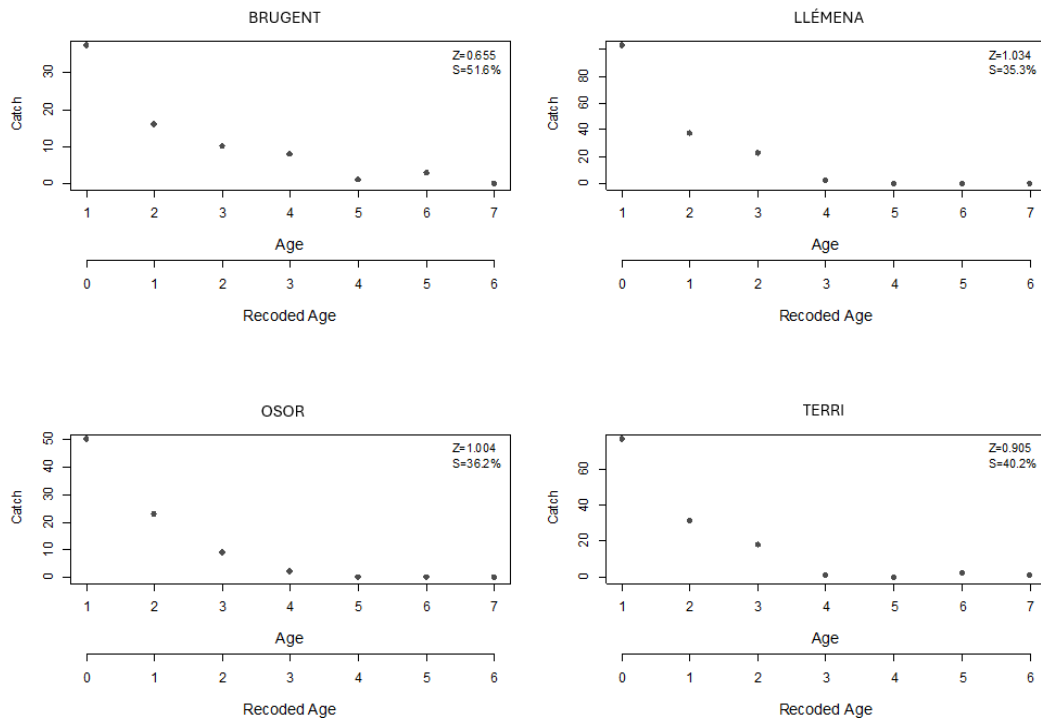 BRUGENT
Z=0.655
S=51.6%
Catch
0 10 20 30
1 2 3 4 5 6 7
Age
0 1 2 3 4 5 6
Recoded Age
LLÉMENA
Z=1.034
S=35.3%
Catch
0 20 40 60 80
1 2 3 4 5 6 7
Age
0 1 2 3 4 5 6
Recoded Age
OSOR
Z=1.004
S=36.2%
Catch
0 10 20 30 40 50
1 2 3 4 5 6 7
Age
0 1 2 3 4 5 6
Recoded Age
TERRI
Z=0.905
S=40.2%
Catch
0 20 40 60
1 2 3 4 5 6 7
Age
0 1 2 3 4 5 6
Recoded Age